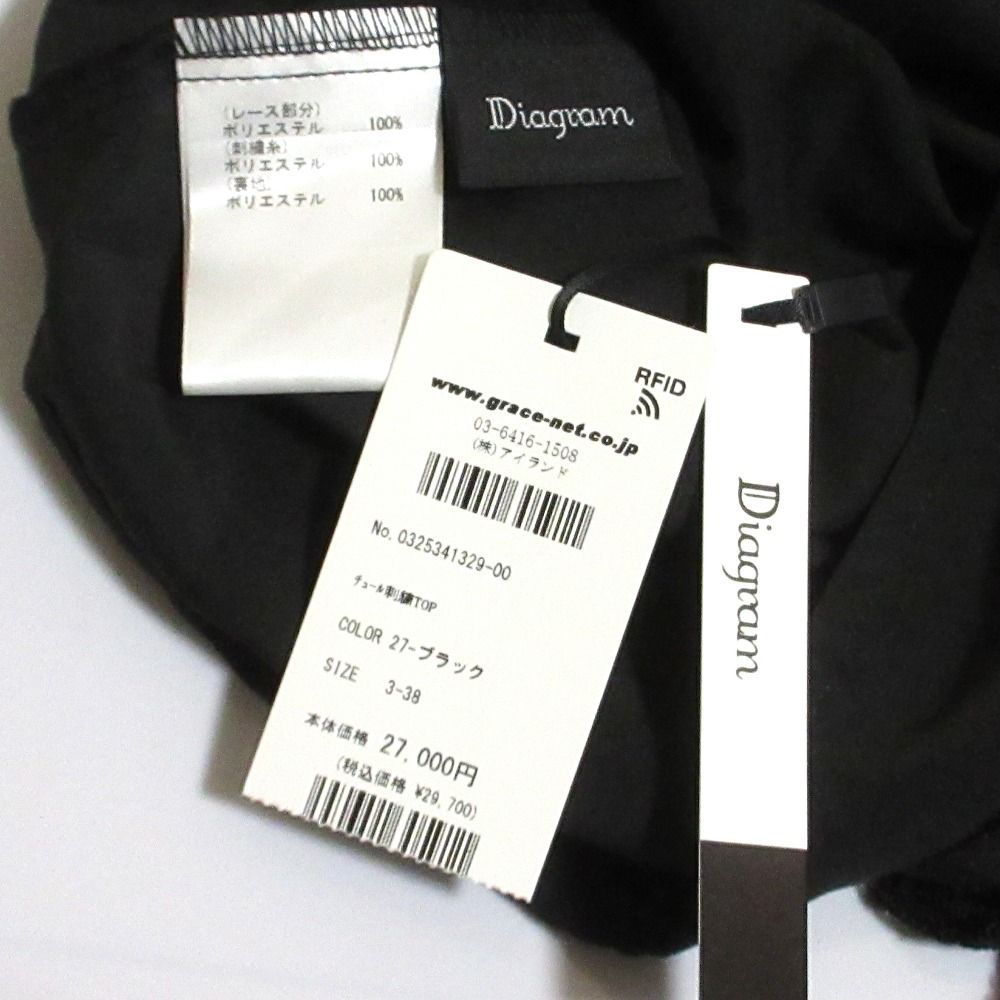 (レース部分)
ポリエステル 100%
(刺繍糸)
ポリエステル 100%
(裏地)
ポリエステル 100%
Diagram
RFID
www.grace-net.co.jp
03-6416-1508
(株)アイランド
No. 0325341329-00
チュール刺繍TOP
COLOR 27-ブラック
SIZE 3-38
本体価格 27,000円
(税込価格 ¥29,700)
Diagram